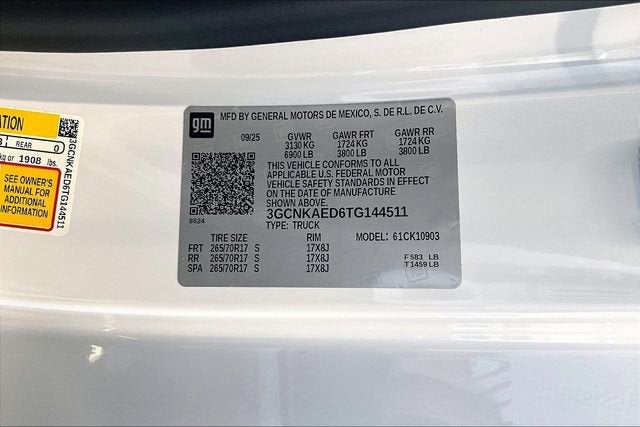 ATION
REAR 0
kg or 1908 lbs.
SEE OWNER'S
MANUAL FOR
ADDITIONAL
INFORMATION
3GCNKAED6TG144511
gm
MFD BY GENERAL MOTORS DE MEXICO, S. DE R.L. DE C.V.
09/25 GVWR GAWR FRT GAWR RR
3130 KG 1724 KG 1724 KG
6900 LB 3800 LB 3800 LB
THIS VEHICLE CONFORMS TO ALL
APPLICABLE U.S. FEDERAL MOTOR
VEHICLE SAFETY STANDARDS IN EFFECT
ON THE DATE OF MANUFACTURE
SHOWN ABOVE.
8624
3GCNKAED6TG144511
TYPE: TRUCK
TIRE SIZE RIM MODEL: 61CK10903
FRT 265/70R17 S 17X8J
RR 265/70R17 S 17X8J F 583 LB
SPA 265/70R17 S 17X8J T 1459 LB